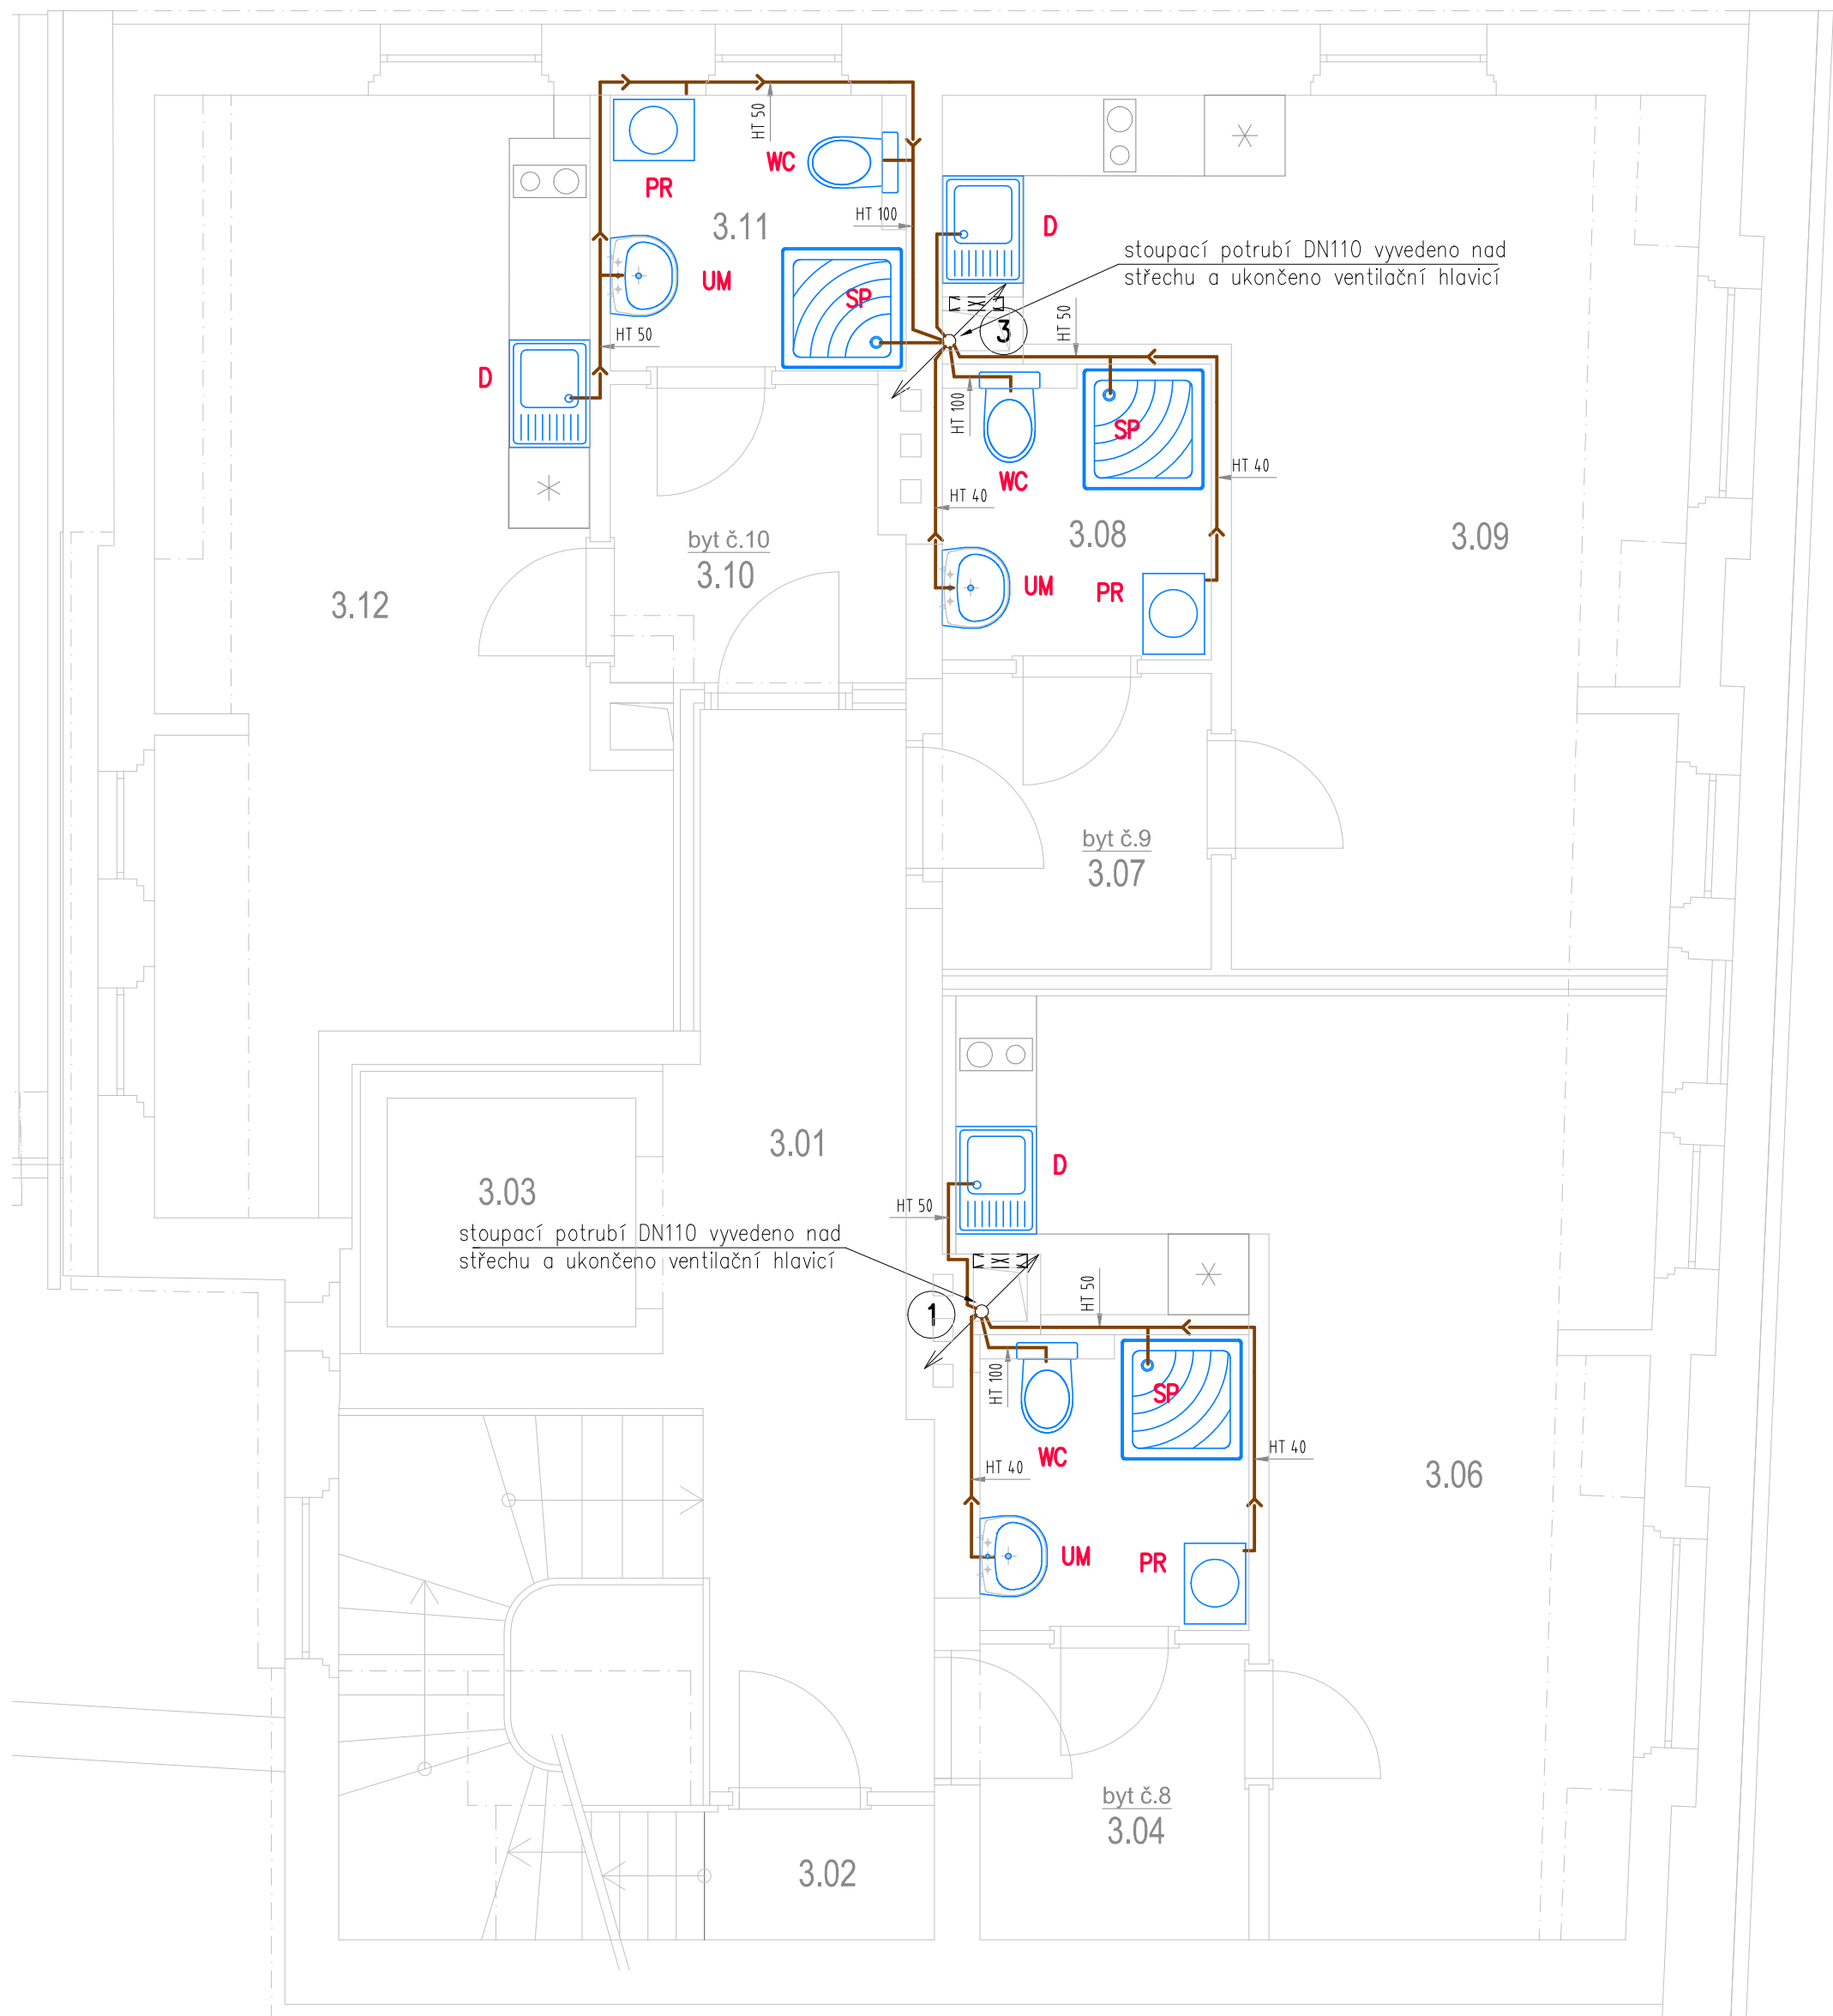 HT 50
WC
PR
3.11
HT 100
D
UM
SP
stoupací potrubí DN110 vyvedeno nad
střechu a ukončeno ventilační hlavicí
3
HT 50
HT 50
D
HT 100
SP
WC
HT 40
HT 40
3.08
3.09
byt č.10
3.10
UM
PR
3.12
byt č.9
3.07
3.01
D
3.03
HT 50
stoupací potrubí DN110 vyvedeno nad
střechu a ukončeno ventilační hlavicí
1
HT 50
HT 100
SP
WC
HT 40
HT 40
3.06
UM
PR
byt č.8
3.04
3.02